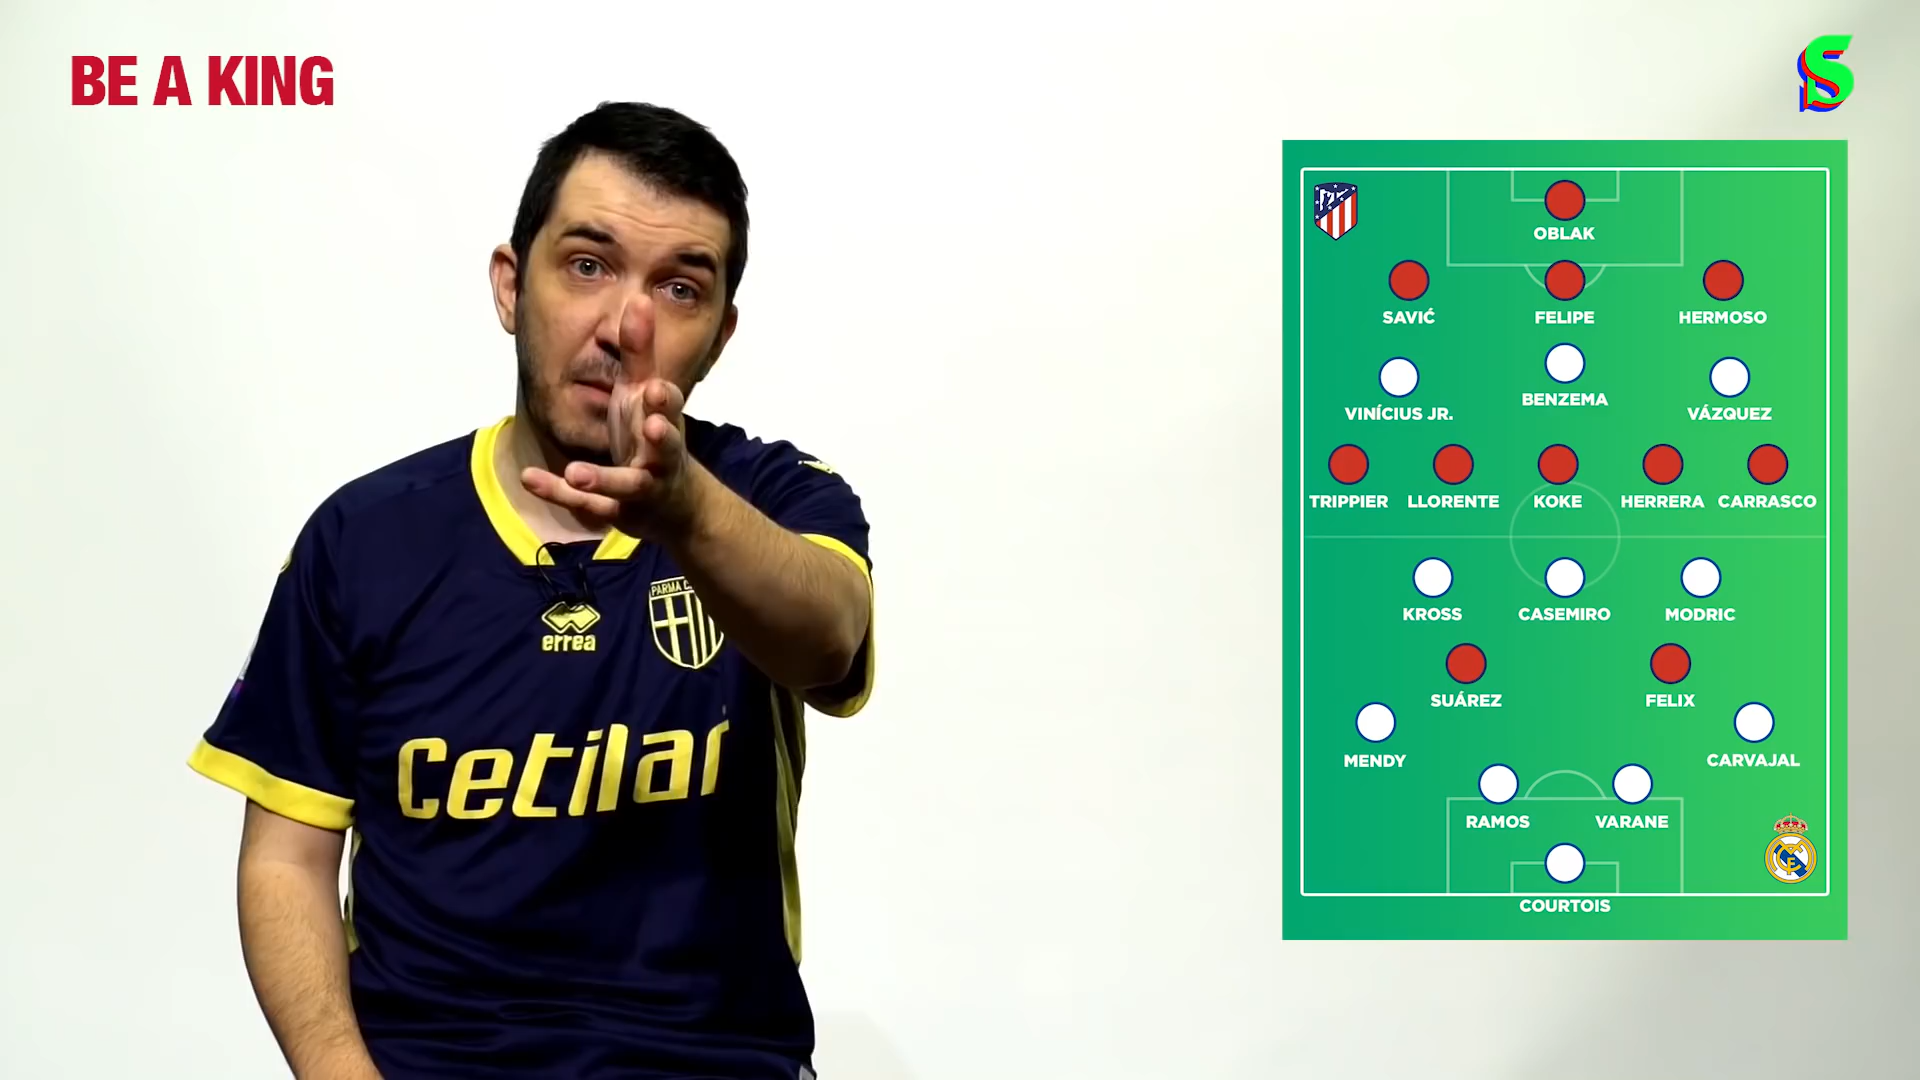 BE A KING
S
OBLAK
SAVIĆ FELIPE HERMOSO
BENZEMA
VINÍCIUS JR. VÁZQUEZ
TRIPPIER LLORENTE KOKE HERRERA CARRASCO
KROSS CASEMIRO MODRIC
SUÁREZ FELIX
MENDY CARVAJAL
RAMOS VARANE
COURTOIS
PARMA C
errea
Cetilar